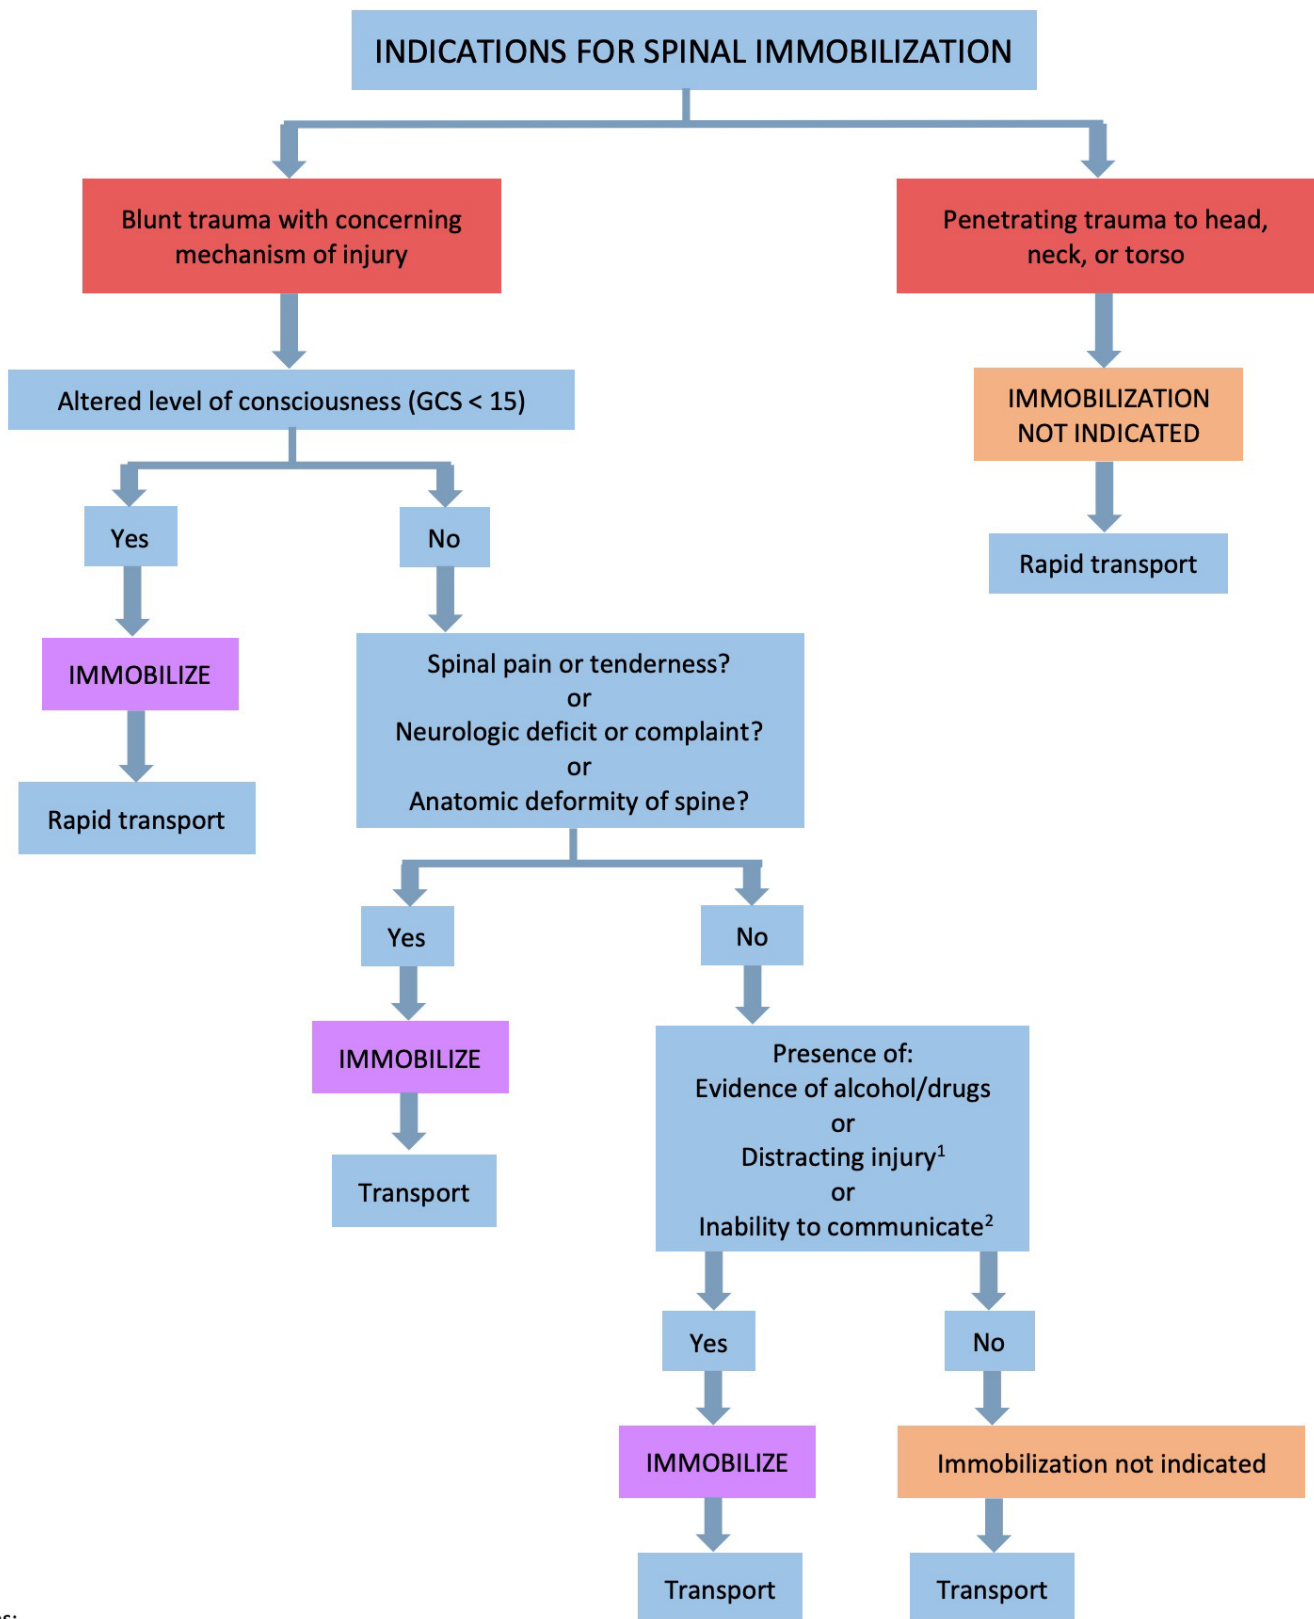 INDICATIONS FOR SPINAL IMMOBILIZATION
Blunt trauma with concerning
mechanism of injury
Penetrating trauma to head,
neck, or torso
Altered level of consciousness (GCS < 15)
IMMOBILIZATION
NOT INDICATED
Yes
No
Rapid transport
IMMOBILIZE
Spinal pain or tenderness?
or
Neurologic deficit or complaint?
or
Anatomic deformity of spine?
Rapid transport
Yes
No
IMMOBILIZE
Presence of:
Evidence of alcohol/drugs
or
Distracting injury¹
or
Inability to communicate²
Transport
Yes
No
IMMOBILIZE
Immobilization not indicated
Transport
Transport